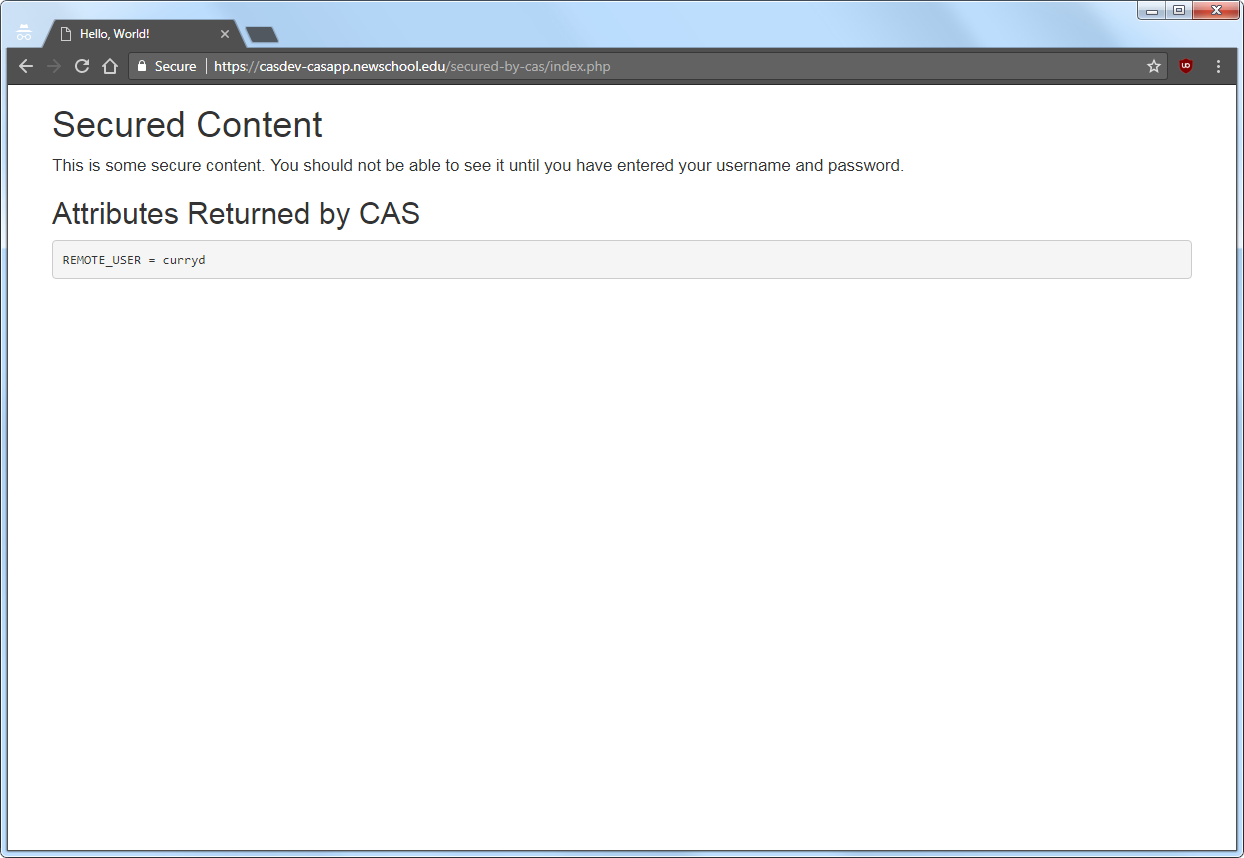 Hello, World!
Secure
https://casdev-casapp.newschool.edu/secured-by-cas/index.php
Secured Content
This is some secure content. You should not be able to see it until you have entered your username and password.
Attributes Returned by CAS
REMOTE_USER = curryd